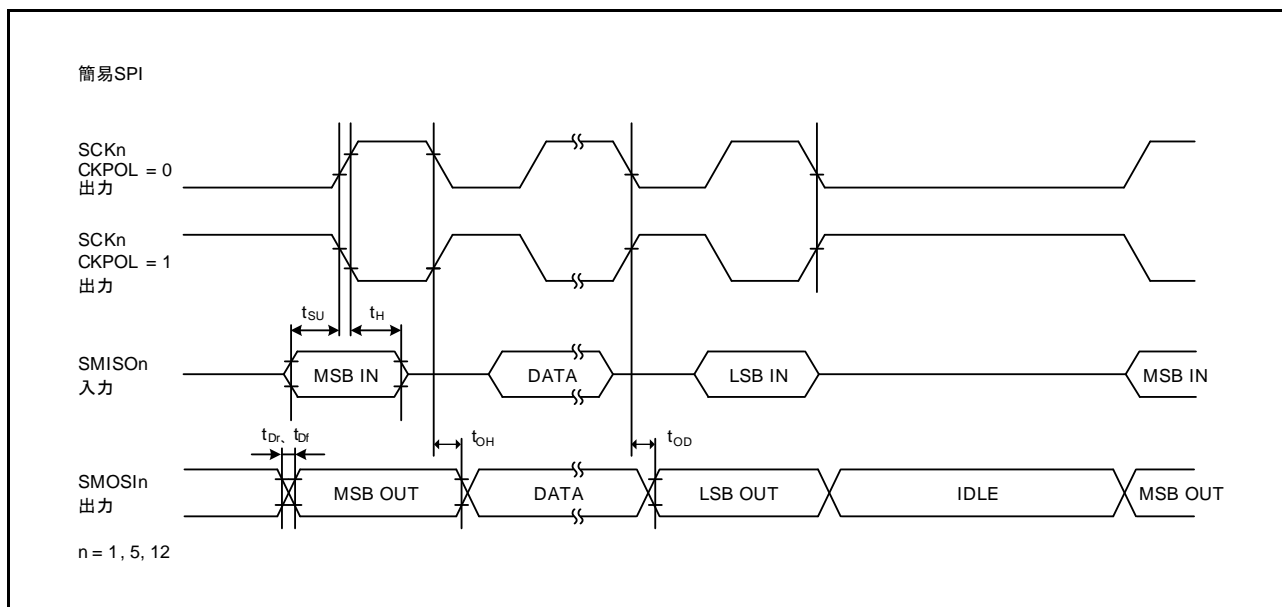 簡易SPI
SCKn
CKPOL = 0
出力
SCKn
CKPOL = 1
出力
tSU
tH
SMISOn
入力
MSB IN
DATA
LSB IN
MSB IN
tDr、tDf
tOH
tOD
SMOSIn
出力
MSB OUT
DATA
LSB OUT
IDLE
MSB OUT
n = 1, 5, 12